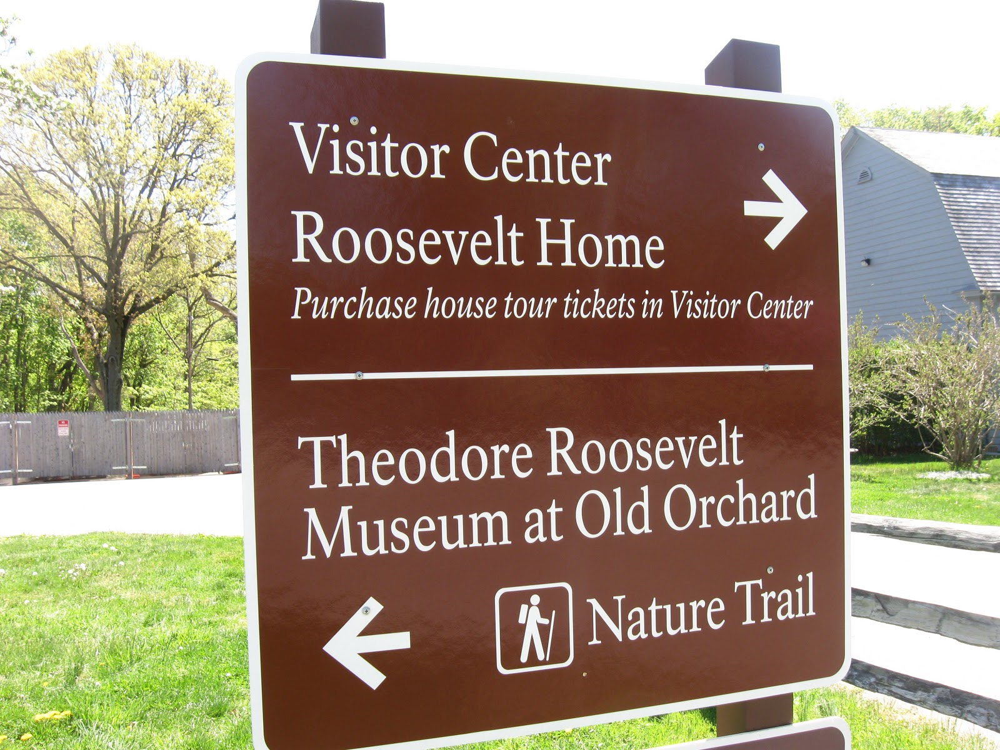 Visitor Center
Roosevelt Home
Purchase house tour tickets in Visitor Center
Theodore Roosevelt
Museum at Old Orchard
Nature Trail